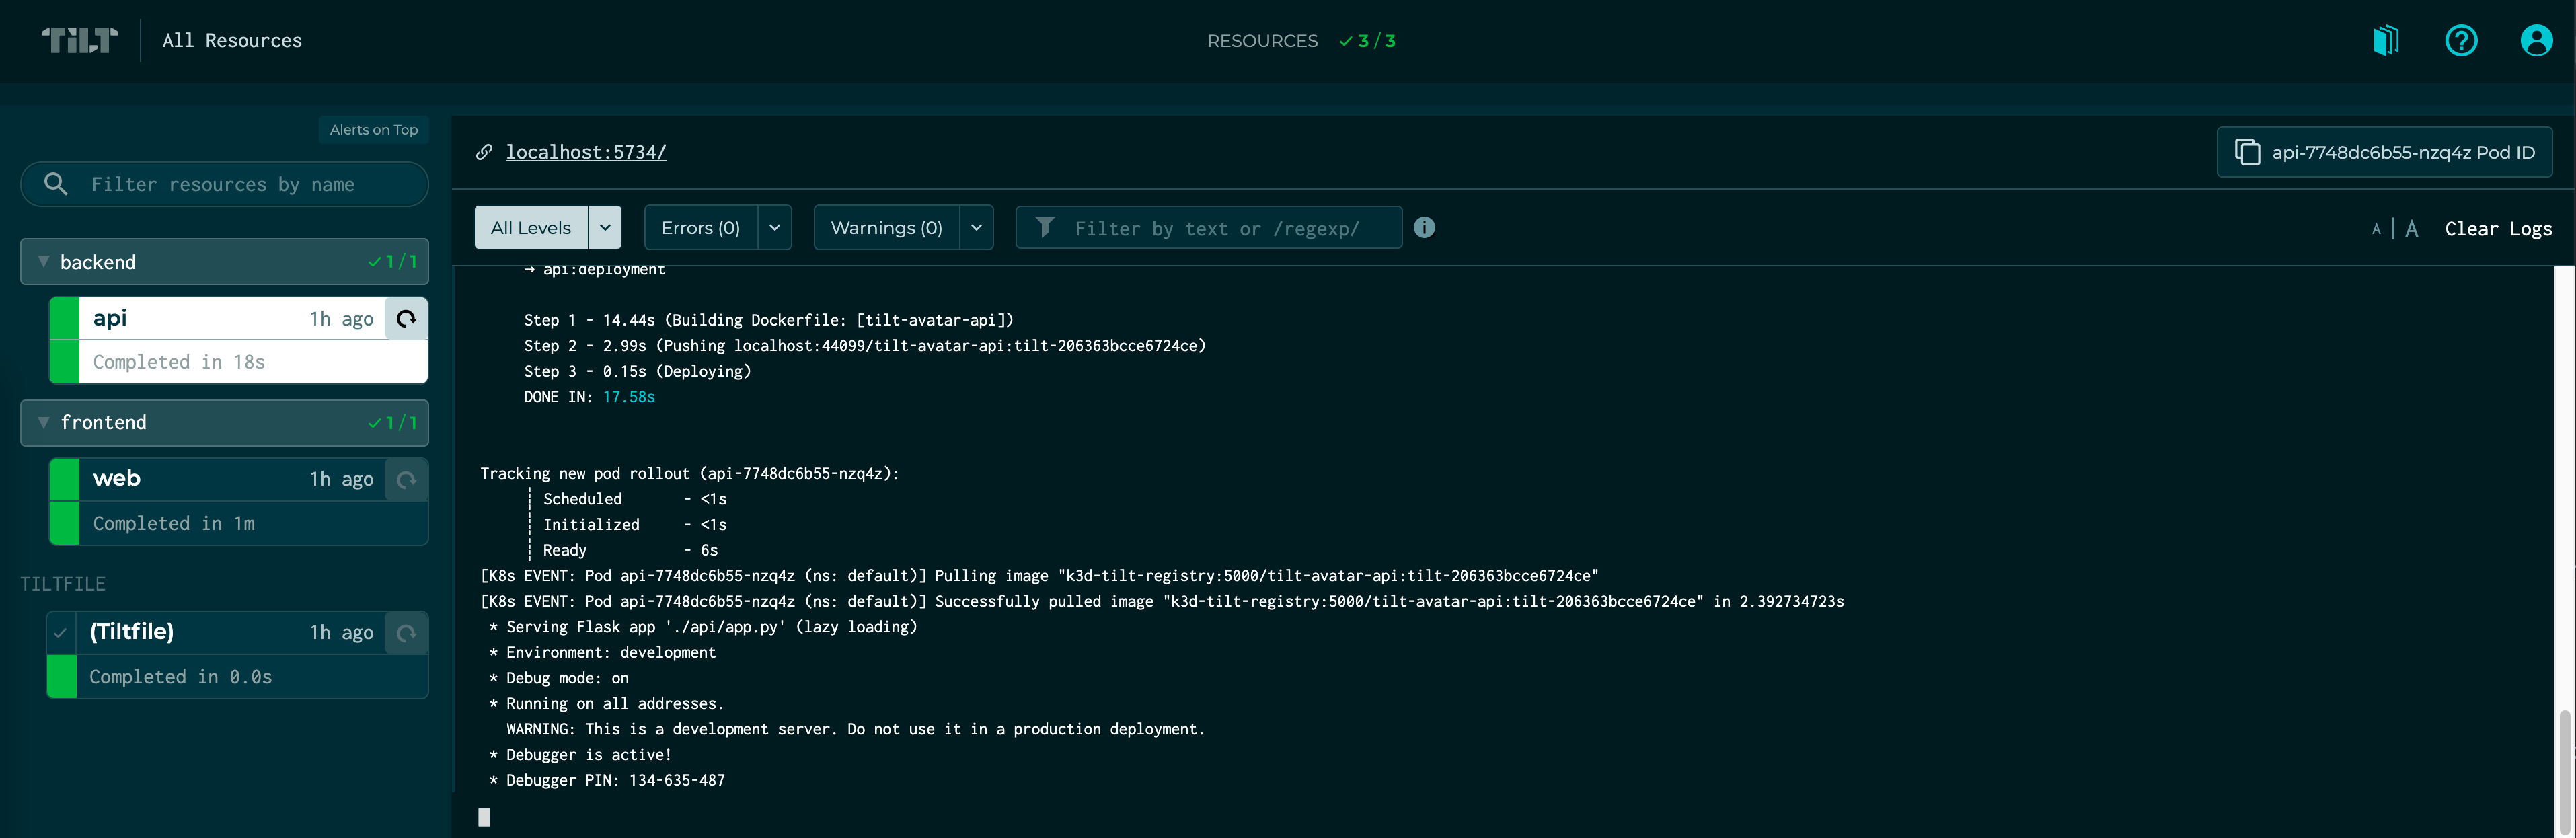 TiLT
All Resources
RESOURCES ✓ 3/3
Alerts on Top
Filter resources by name
backend ✓1/1
api 1h ago
Completed in 18s
frontend ✓1/1
web 1h ago
Completed in 1m
TILTFILE
(Tiltfile) 1h ago
Completed in 0.0s
localhost:5734/
api-7748dc6b55-nzq4z Pod ID
All Levels Errors (0) Warnings (0) Filter by text or /regexp/ A | A Clear Logs
→ api:deployment
Step 1 - 14.44s (Building Dockerfile: [tilt-avatar-api])
Step 2 - 2.99s (Pushing localhost:44099/tilt-avatar-api:tilt-206363bcce6724ce)
Step 3 - 0.15s (Deploying)
DONE IN: 17.58s
Tracking new pod rollout (api-7748dc6b55-nzq4z):
┊ Scheduled - <1s
┊ Initialized - <1s
┊ Ready - 6s
[K8s EVENT: Pod api-7748dc6b55-nzq4z (ns: default)] Pulling image "k3d-tilt-registry:5000/tilt-avatar-api:tilt-206363bcce6724ce"
[K8s EVENT: Pod api-7748dc6b55-nzq4z (ns: default)] Successfully pulled image "k3d-tilt-registry:5000/tilt-avatar-api:tilt-206363bcce6724ce" in 2.392734723s
* Serving Flask app './api/app.py' (lazy loading)
* Environment: development
* Debug mode: on
* Running on all addresses.
WARNING: This is a development server. Do not use it in a production deployment.
* Debugger is active!
* Debugger PIN: 134-635-487